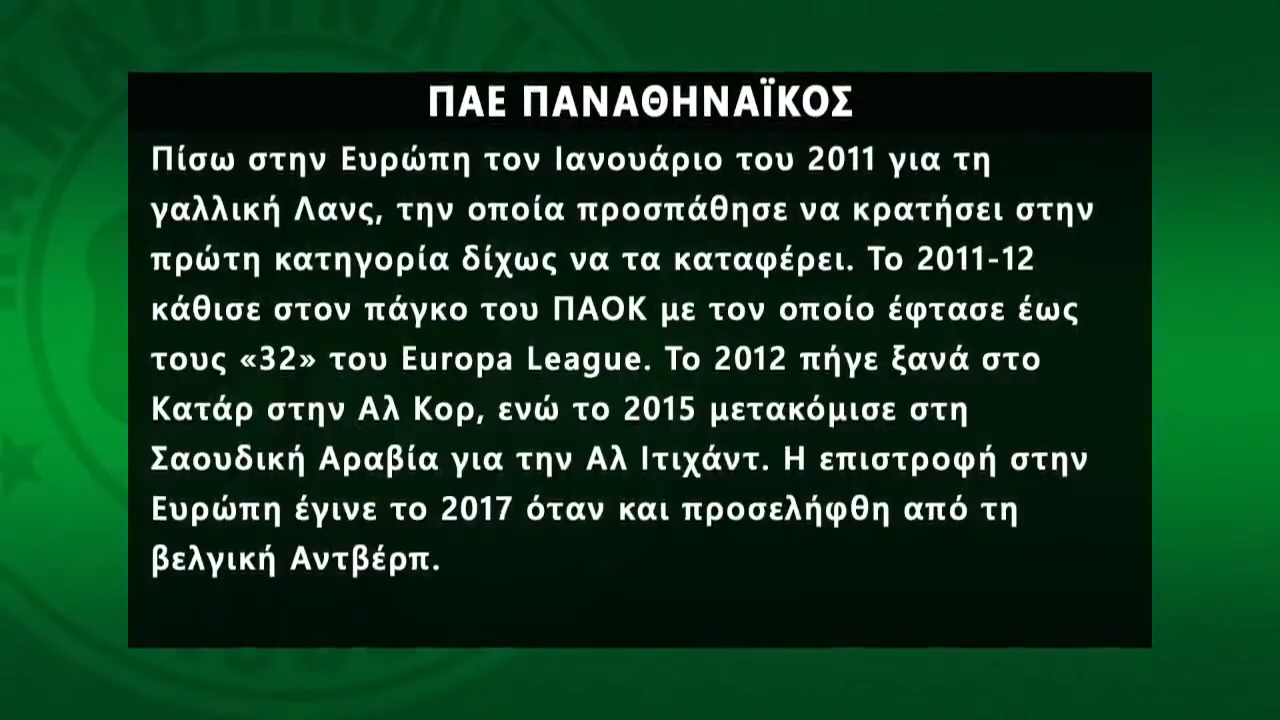 ΠΑΕ ΠΑΝΑΘΗΝΑΪΚΟΣ
Πίσω στην Ευρώπη τον Ιανουάριο του 2011 για τη
γαλλική Λανς, την οποία προσπάθησε να κρατήσει στην
πρώτη κατηγορία δίχως να τα καταφέρει. Το 2011-12
κάθισε στον πάγκο του ΠΑΟΚ με τον οποίο έφτασε έως
τους «32» του Europa League. Το 2012 πήγε ξανά στο
Κατάρ στην Αλ Κορ, ενώ το 2015 μετακόμισε στη
Σαουδική Αραβία για την Αλ Ιτιχάντ. Η επιστροφή στην
Ευρώπη έγινε το 2017 όταν και προσελήφθη από τη
βελγική Αντβέρπ.